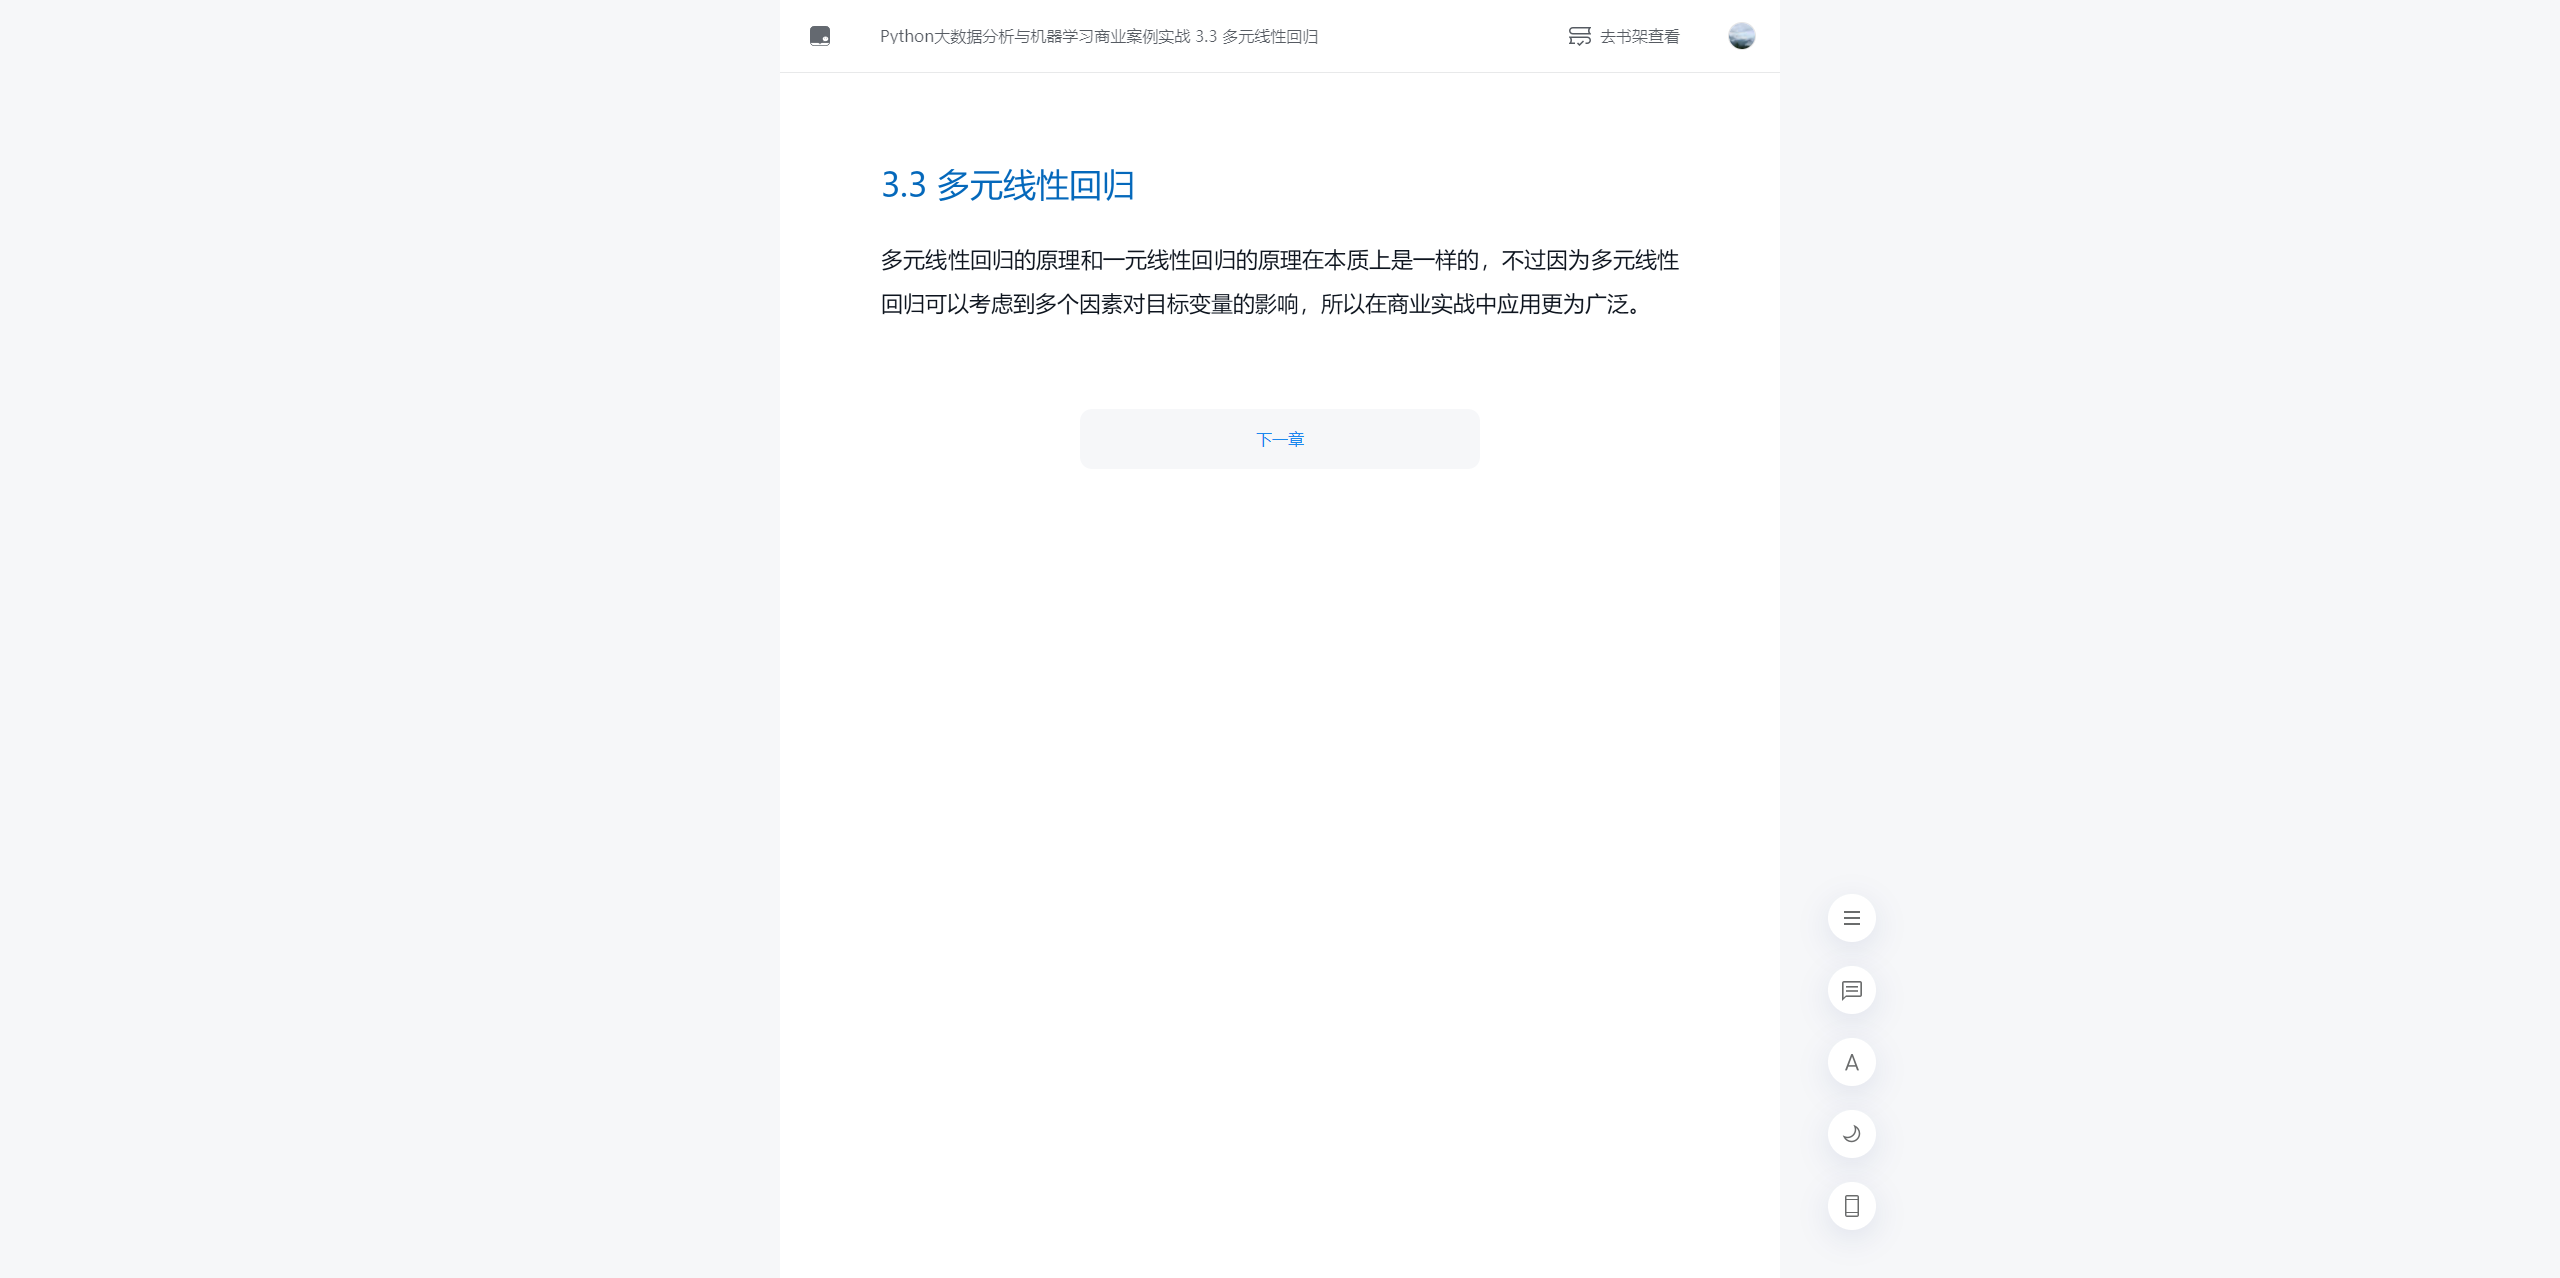 Python大数据分析与机器学习商业案例实战 3.3 多元线性回归
去书架查看
3.3 多元线性回归
多元线性回归的原理和一元线性回归的原理在本质上是一样的，不过因为多元线性
回归可以考虑到多个因素对目标变量的影响，所以在商业实战中应用更为广泛。
下一章
A